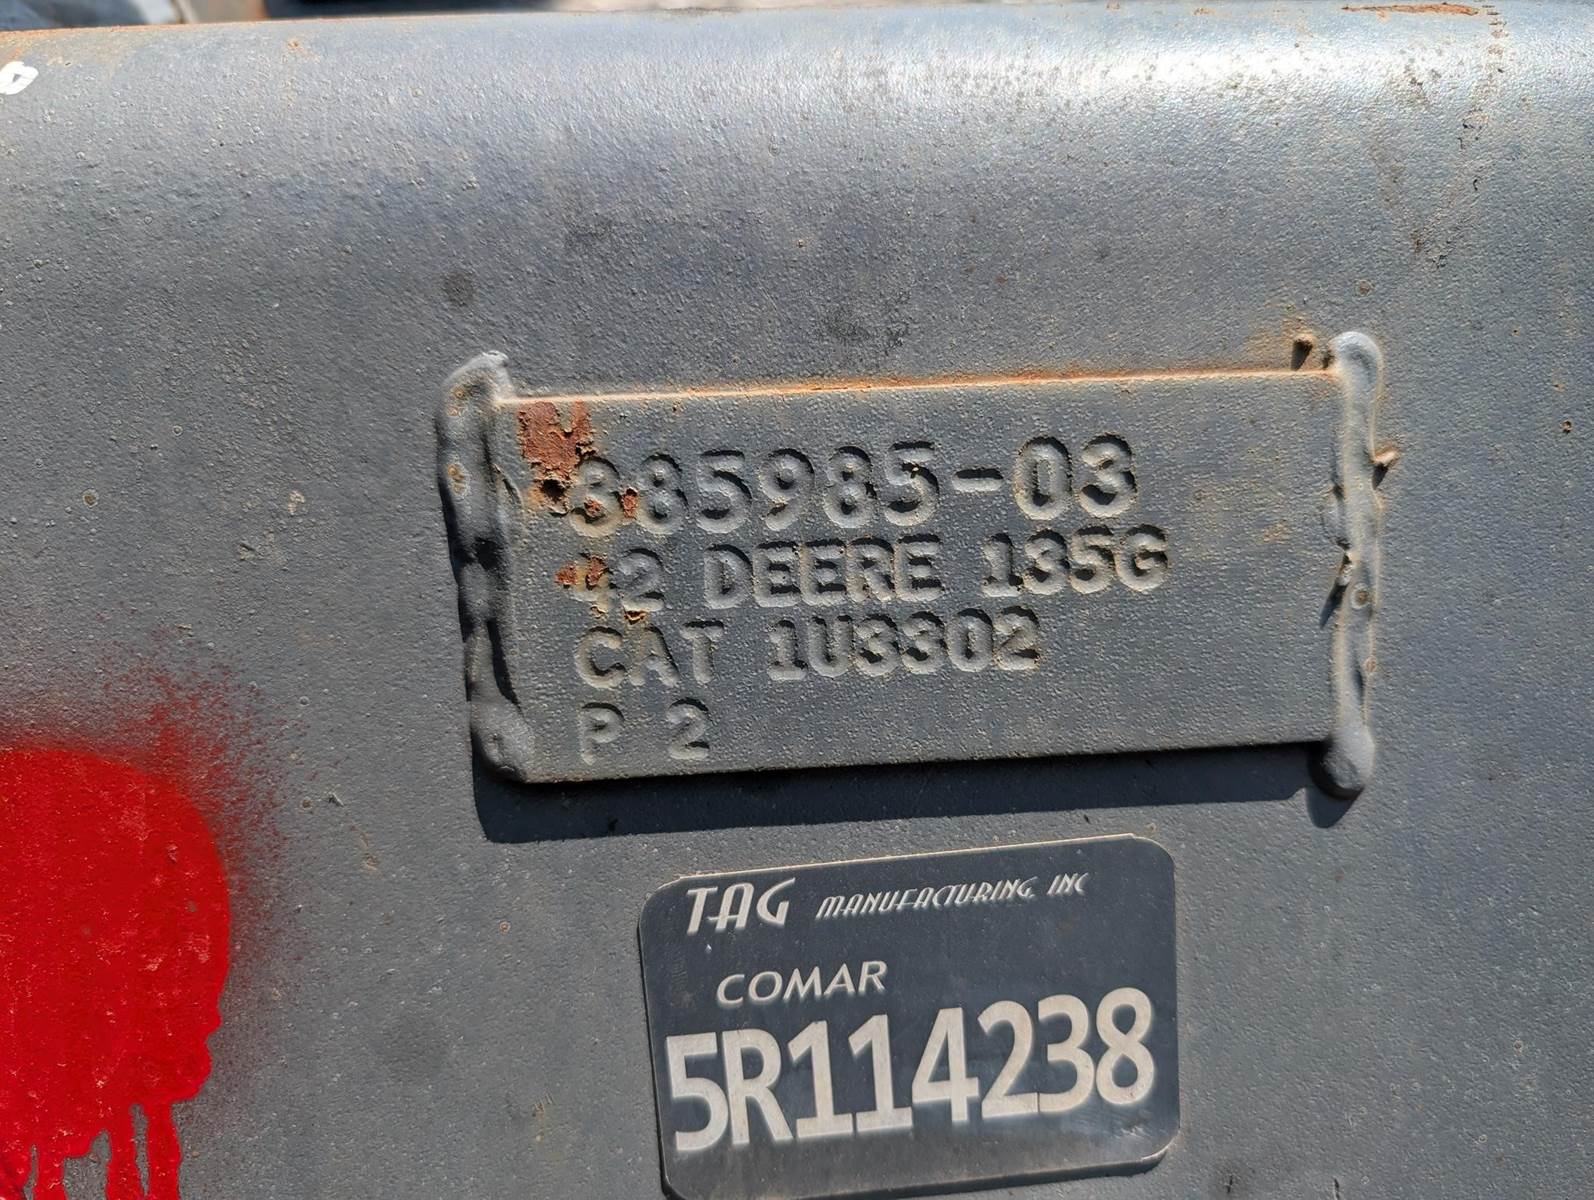 385985-03
42 DEERE 135G
CAT 1U3302
P 2
TAG MANUFACTURING, INC
COMAR
5R114238